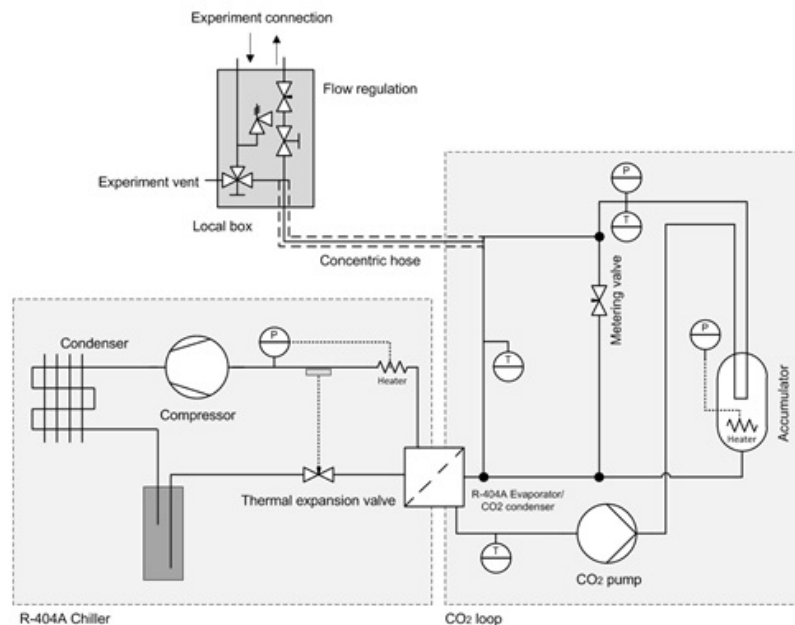 Experiment connection
Flow regulation
Experiment vent
Local box
Concentric hose
P
T
Metering valve
T
P
Heater
Accumulator
Condenser
P
Heater
Compressor
Thermal expansion valve
R-404A Evaporator/
CO2 condenser
T
CO2 pump
R-404A Chiller
CO2 loop